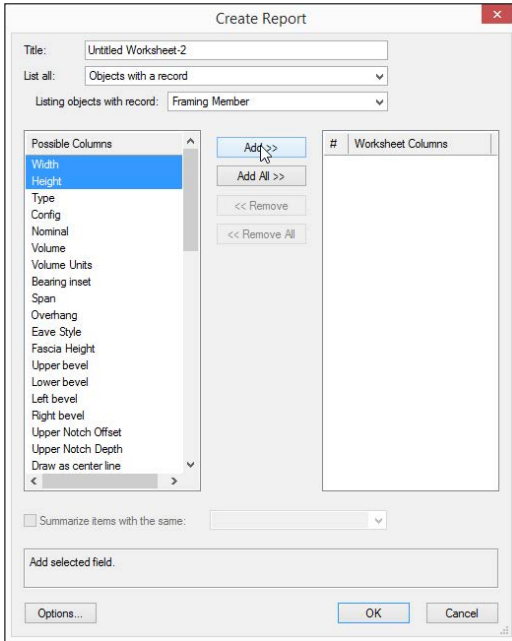 Create Report
Title: Untitled Worksheet-2
List all: Objects with a record
Listing objects with record: Framing Member
Possible Columns
Width
Height
Type
Config
Nominal
Volume
Volume Units
Bearing inset
Span
Overhang
Eave Style
Fascia Height
Upper bevel
Lower bevel
Left bevel
Right bevel
Upper Notch Offset
Upper Notch Depth
Draw as center line
Add >>
Add All >>
<< Remove
<< Remove All
# Worksheet Columns
Summarize items with the same:
Add selected field.
Options... OK Cancel